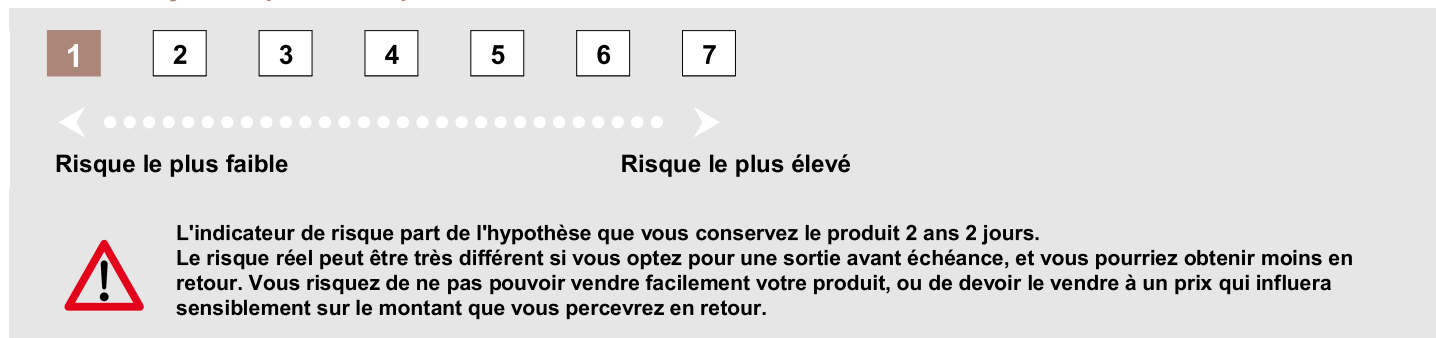 1 2 3 4 5 6 7
Risque le plus faible Risque le plus élevé
L'indicateur de risque part de l'hypothèse que vous conservez le produit 2 ans 2 jours.
Le risque réel peut être très différent si vous optez pour une sortie avant échéance, et vous pourriez obtenir moins en
retour. Vous risquez de ne pas pouvoir vendre facilement votre produit, ou de devoir le vendre à un prix qui influera
sensiblement sur le montant que vous percevrez en retour.